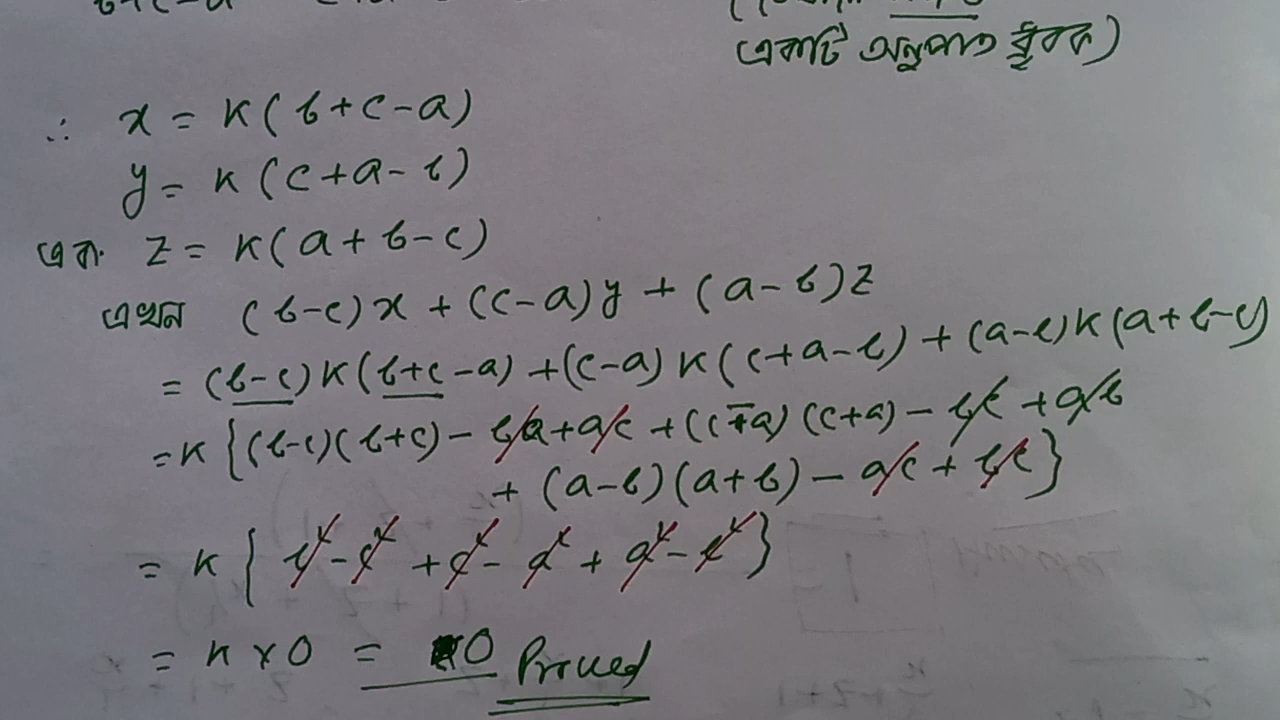 b+c-a
একটি অনুপাত ধ্রুবক)
∴ x = K(b+c-a)
y = K(c+a-b)
এবং z = K(a+b-c)
এখন (b-c)x + (c-a)y + (a-b)z
= (b-c)K(b+c-a) + (c-a)K(c+a-b) + (a-b)K(a+b-c)
= K{(b-c)(b+c) - ba + ac + (c-a)(c+a) - bc + ab
+ (a-b)(a+b) - ac + bc}
= K{b² - c² + c² - a² + a² - b²}
= K×0 = 0 Proved